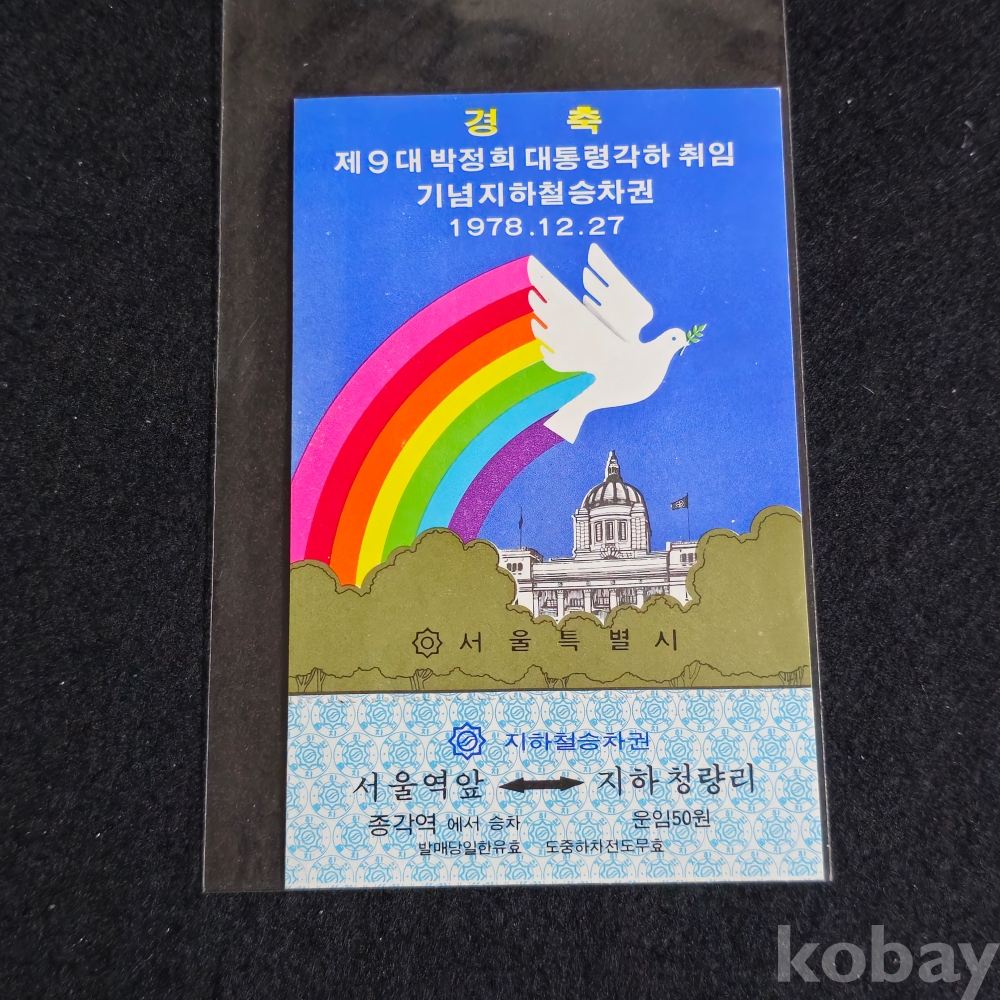 경 축
제9대 박정희 대통령각하 취임
기념지하철승차권
1978.12.27
서울특별시
지하철승차권
서울역앞 ↔ 지하청량리
종각역 에서 승차 운임50원
발매당일한유효 도중하차전도무효
kobay